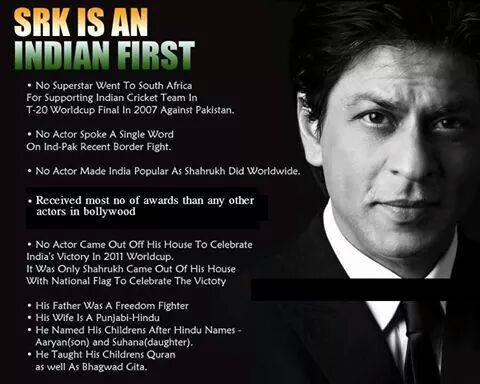 SRK IS AN
INDIAN FIRST
• No Superstar Went To South Africa
For Supporting Indian Cricket Team In
T-20 Worldcup Final In 2007 Against Pakistan.
• No Actor Spoke A Single Word
On Ind-Pak Recent Border Fight.
• No Actor Made India Popular As Shahrukh Did Worldwide.
• Received most no of awards than any other
actors in bollywood
• No Actor Came Out Off His House To Celebrate
India's Victory In 2011 Worldcup.
It Was Only Shahrukh Came Out Of His House
With National Flag To Celebrate The Victoty
• His Father Was A Freedom Fighter
• His Wife Is A Punjabi-Hindu
• He Named His Childrens After Hindu Names -
Aaryan(son) and Suhana(daughter).
• He Taught His Childrens Quran
as well As Bhagwad Gita.